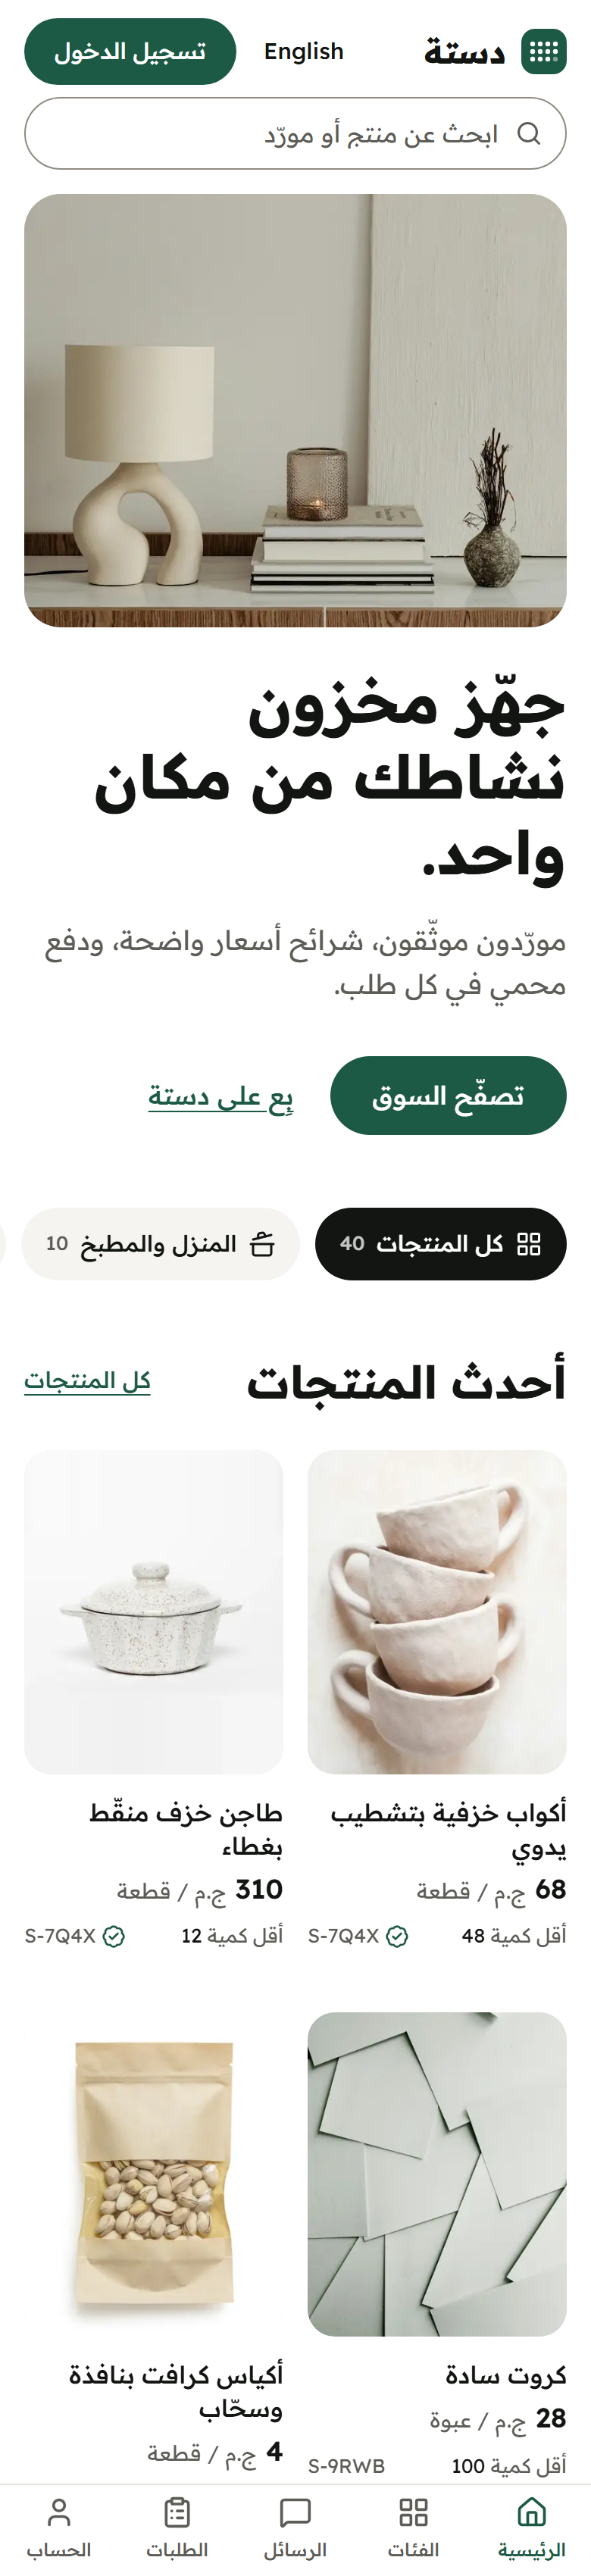 دستة
English
تسجيل الدخول
ابحث عن منتج أو مورّد
جهّز مخزون
نشاطك من مكان
واحد.
مورّدون موثّقون، شرائح أسعار واضحة، ودفع
محمي في كل طلب.
تصفّح السوق
بِع على دستة
كل المنتجات 40
المنزل والمطبخ 10
أحدث المنتجات
كل المنتجات
أكواب خزفية بتشطيب
يدوي
68 ج.م / قطعة
أقل كمية 48
S-7Q4X
طاجن خزف منقّط
بغطاء
310 ج.م / قطعة
أقل كمية 12
S-7Q4X
كروت سادة
28 ج.م / عبوة
أقل كمية 100
S-9RWB
أكياس كرافت بنافذة
وسحّاب
4 ج.م / قطعة
الرئيسية
الفئات
الرسائل
الطلبات
الحساب